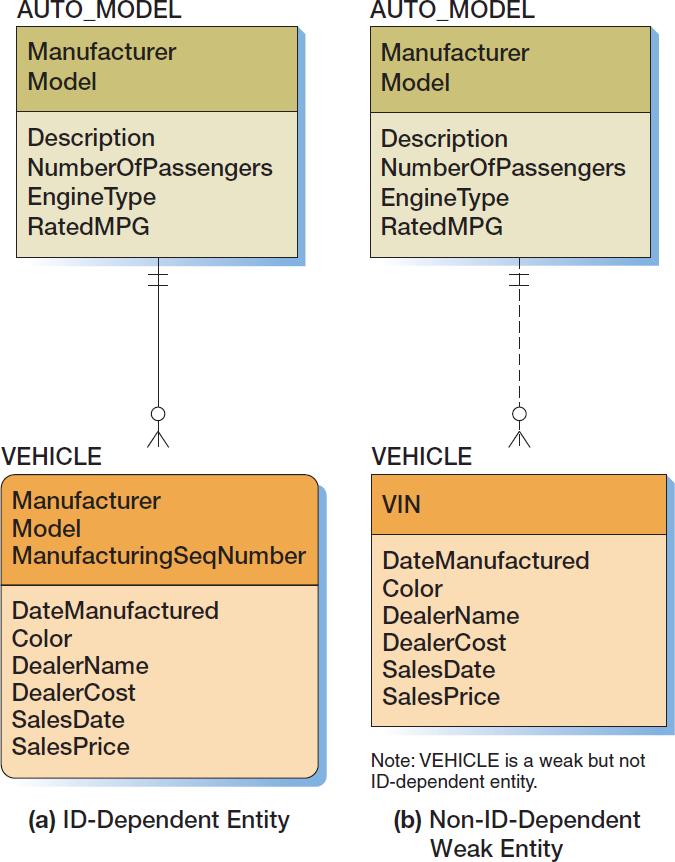 AUTO_MODEL
Manufacturer
Model
Description
NumberOfPassengers
EngineType
RatedMPG
VEHICLE
Manufacturer
Model
ManufacturingSeqNumber
DateManufactured
Color
DealerName
DealerCost
SalesDate
SalesPrice
(a) ID-Dependent Entity
AUTO_MODEL
Manufacturer
Model
Description
NumberOfPassengers
EngineType
RatedMPG
VEHICLE
VIN
DateManufactured
Color
DealerName
DealerCost
SalesDate
SalesPrice
Note: VEHICLE is a weak but not
ID-dependent entity.
(b) Non-ID-Dependent
Weak Entity